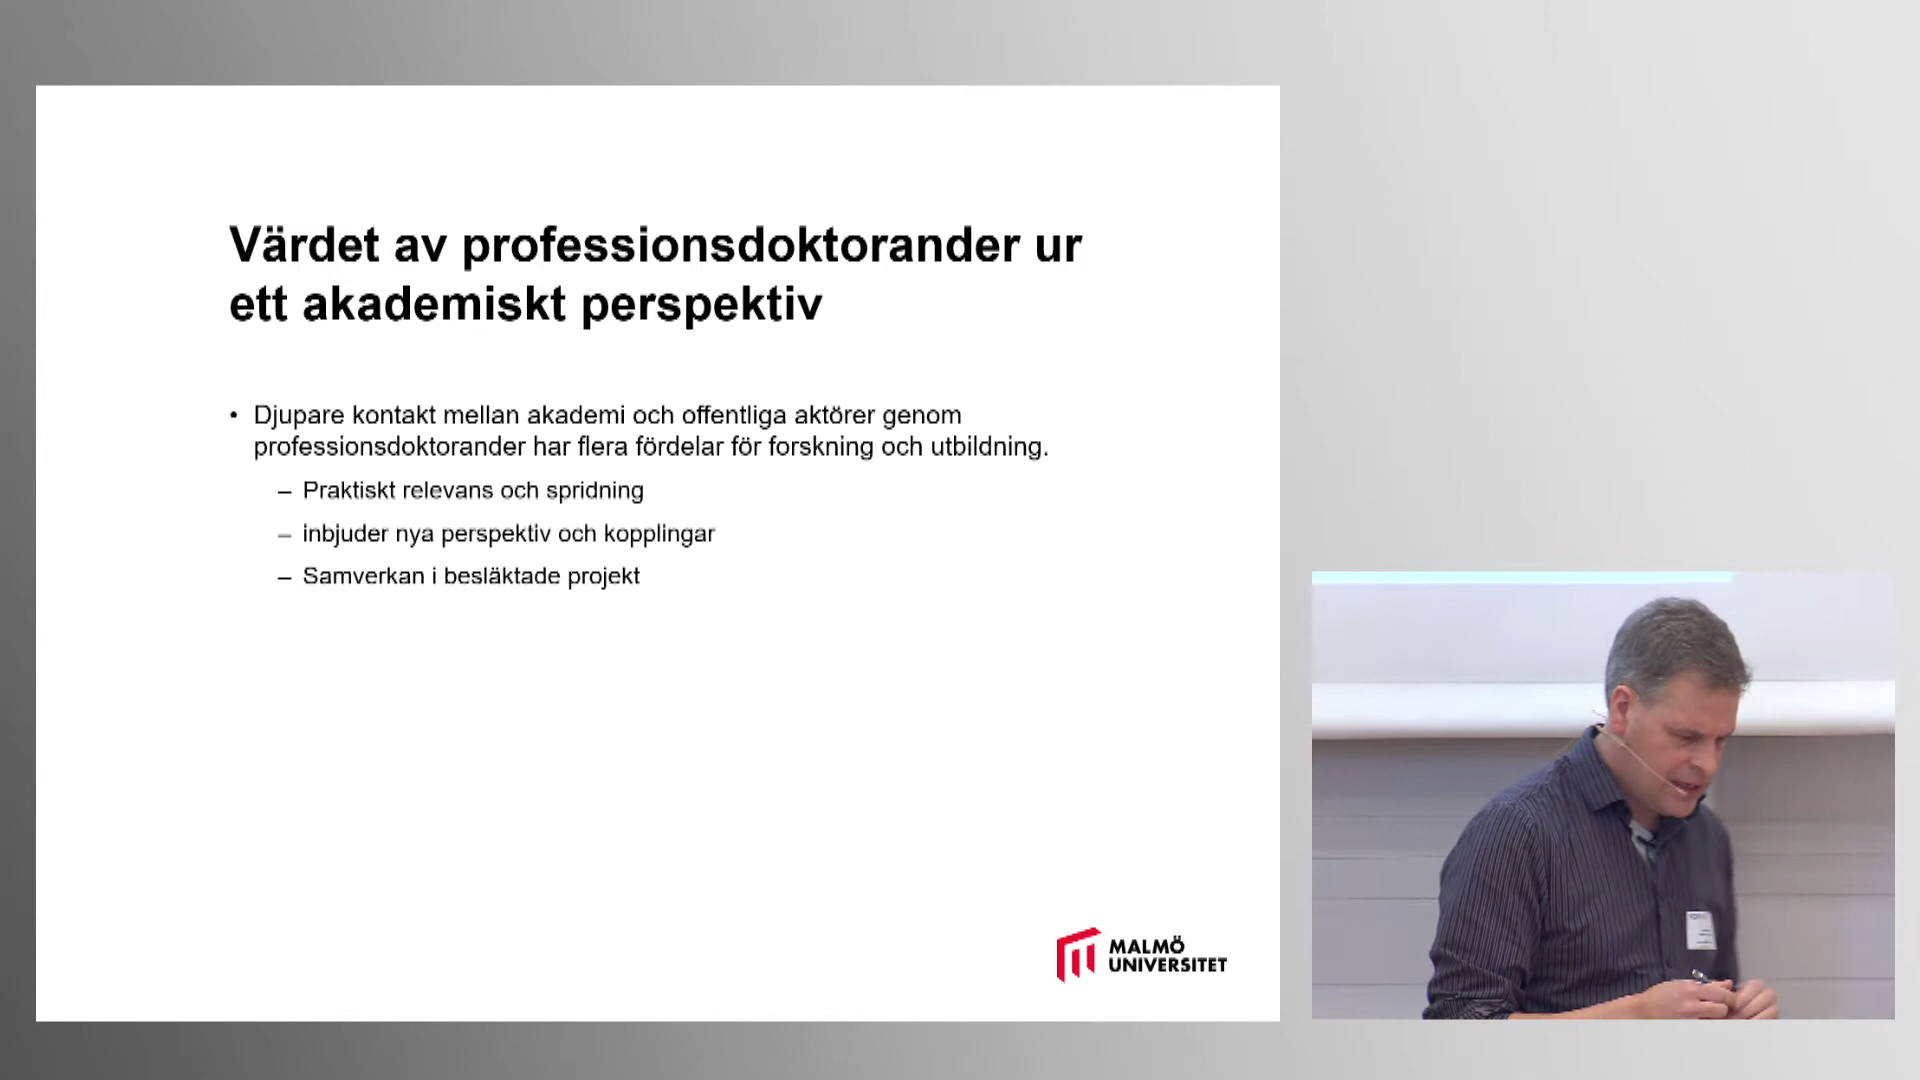 Värdet av professionsdoktorander ur
ett akademiskt perspektiv
• Djupare kontakt mellan akademi och offentliga aktörer genom
professionsdoktorander har flera fördelar för forskning och utbildning.
– Praktiskt relevans och spridning
– inbjuder nya perspektiv och kopplingar
– Samverkan i besläktade projekt
MALMÖ
UNIVERSITET